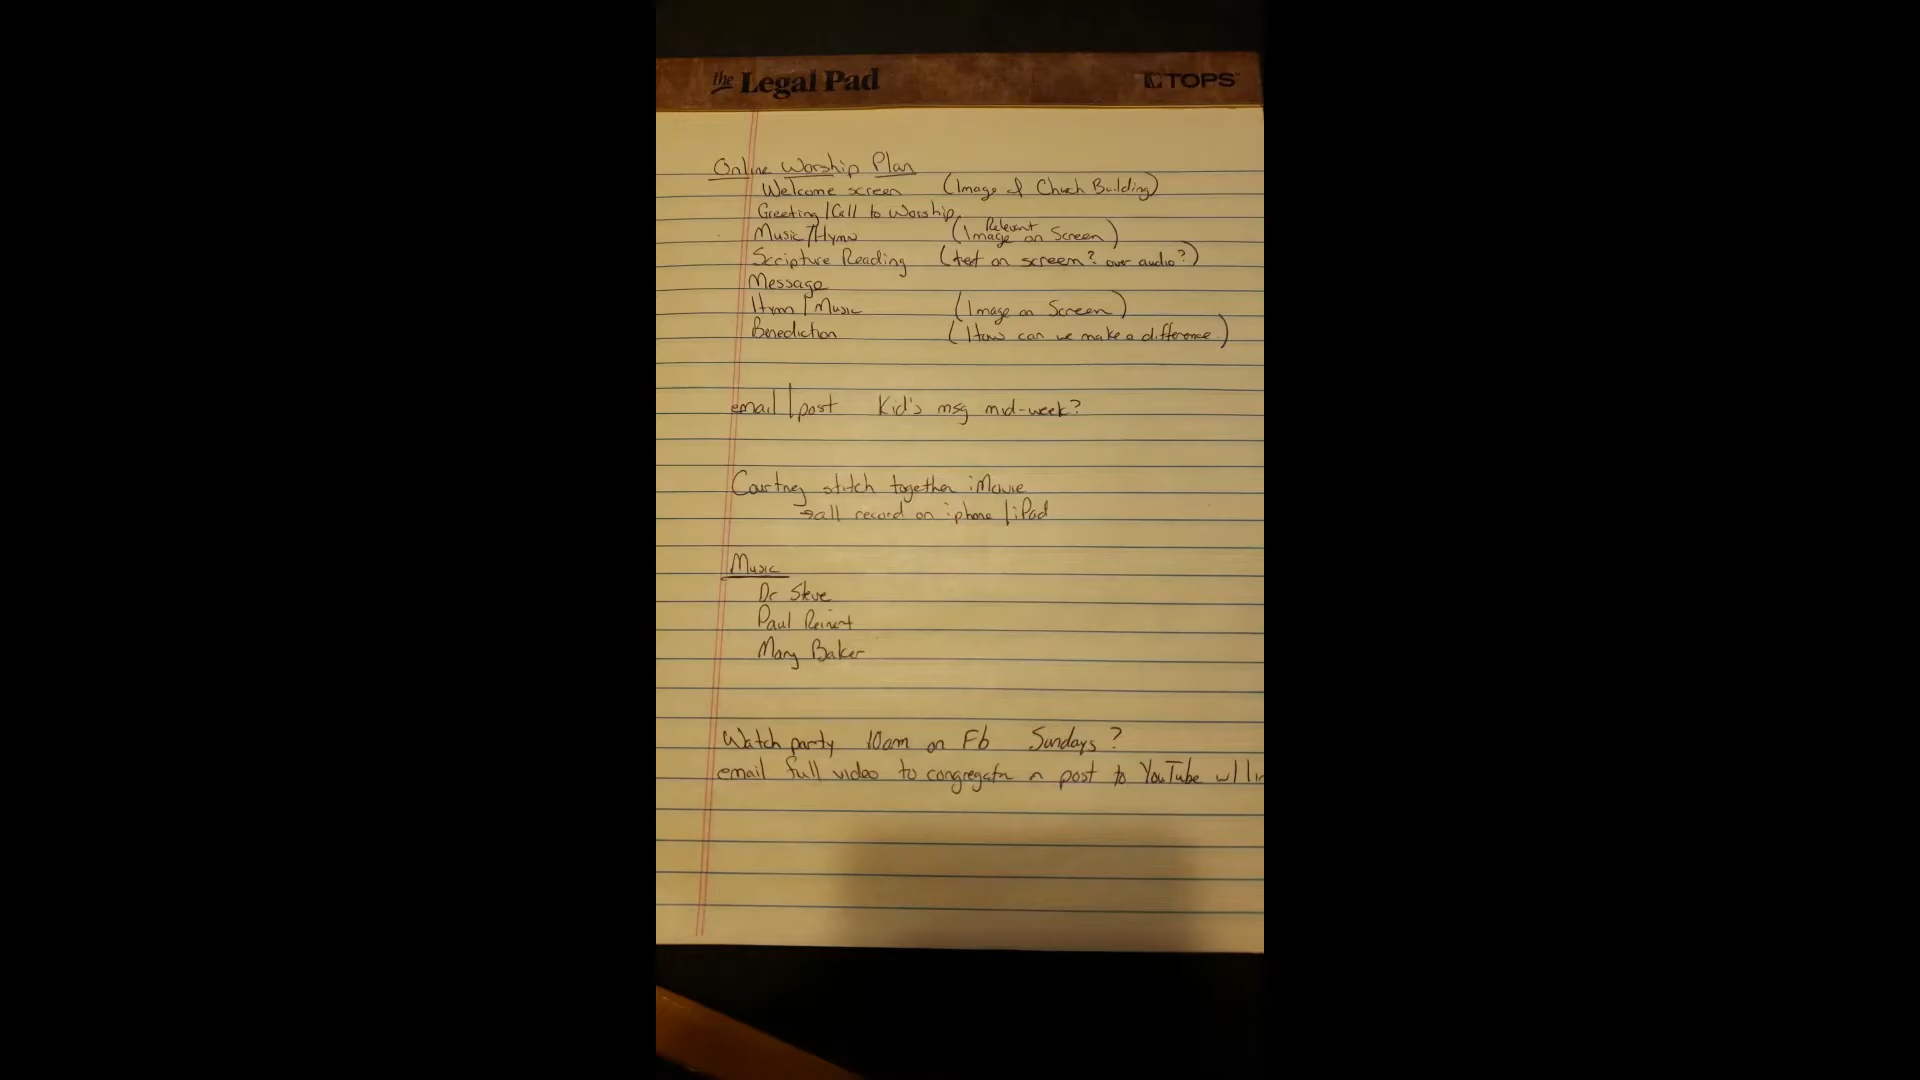 the Legal Pad TOPS
Online Worship Plan
Welcome screen (Image of Church Building)
Greeting/Call to Worship
Music/Hymn (Relevant Image on Screen)
Scripture Reading (text on screen? over audio?)
Message
Hymn/Music (Image on Screen)
Benediction (How can we make a difference)
email/post Kid's msg mid-week?
Courtney stitch together iMovie
→all record on iphone/iPad
Music
Dr Steve
Paul Reinert
Mary Baker
Watch party 10am on Fb Sundays?
email full video to post to YouTube w/